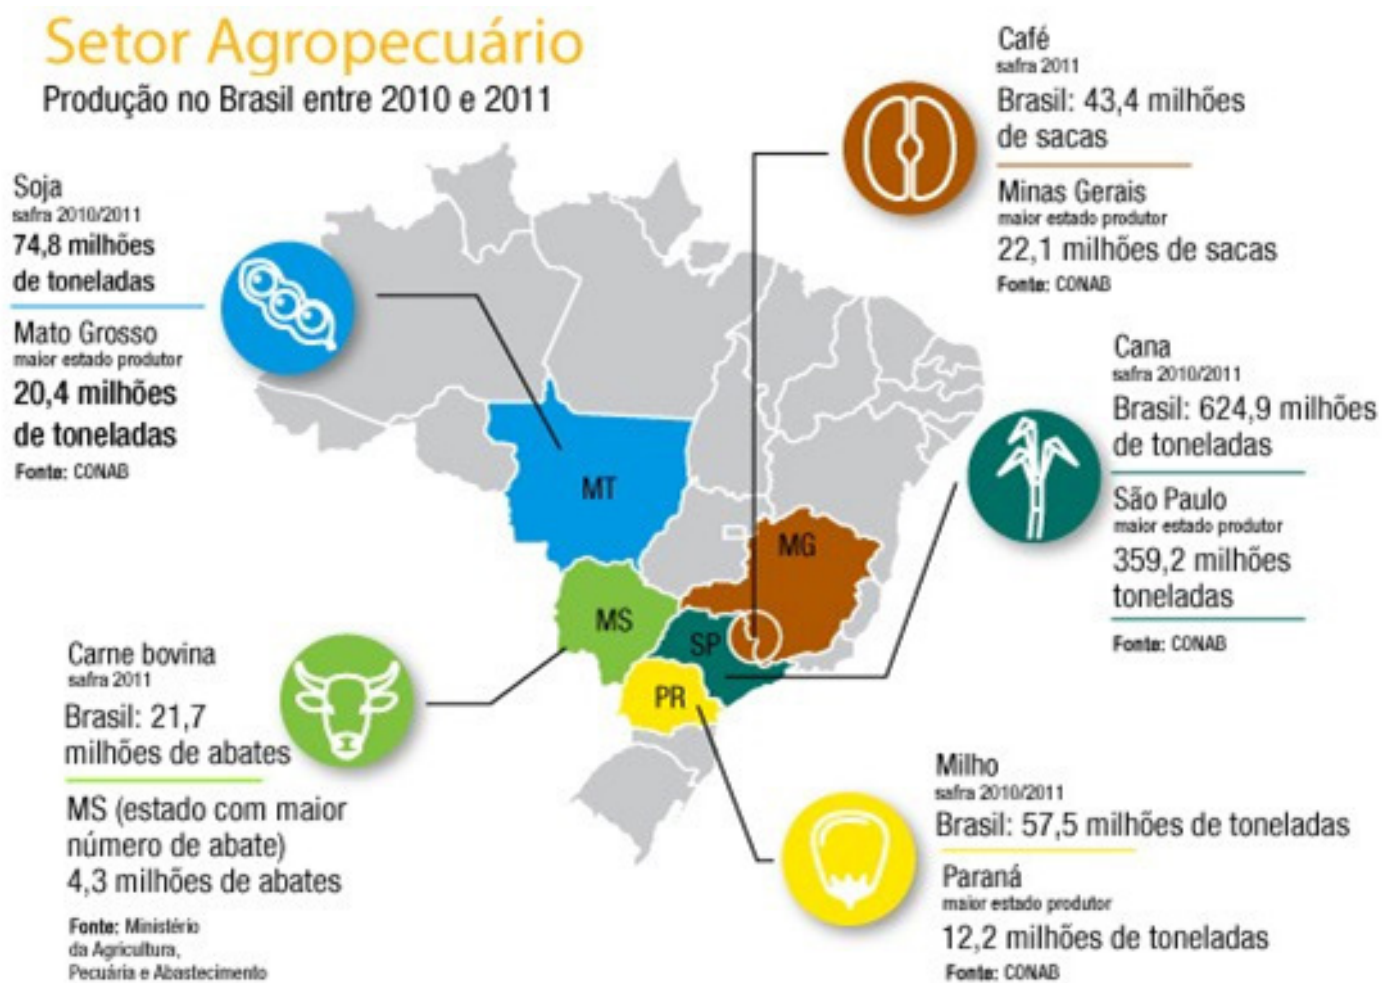 Setor Agropecuário
Produção no Brasil entre 2010 e 2011
Soja
safra 2010/2011
74,8 milhões
de toneladas
Mato Grosso
maior estado produtor
20,4 milhões
de toneladas
Fonte: CONAB
Café
safra 2011
Brasil: 43,4 milhões
de sacas
Minas Gerais
maior estado produtor
22,1 milhões de sacas
Fonte: CONAB
Cana
safra 2010/2011
Brasil: 624,9 milhões
de toneladas
São Paulo
maior estado produtor
359,2 milhões
toneladas
Fonte: CONAB
MT
MG
MS
SP
PR
Carne bovina
safra 2011
Brasil: 21,7
milhões de abates
MS (estado com maior
número de abate)
4,3 milhões de abates
Fonte: Ministério
da Agricultura,
Pecuária e Abastecimento
Milho
safra 2010/2011
Brasil: 57,5 milhões de toneladas
Paraná
maior estado produtor
12,2 milhões de toneladas
Fonte: CONAB